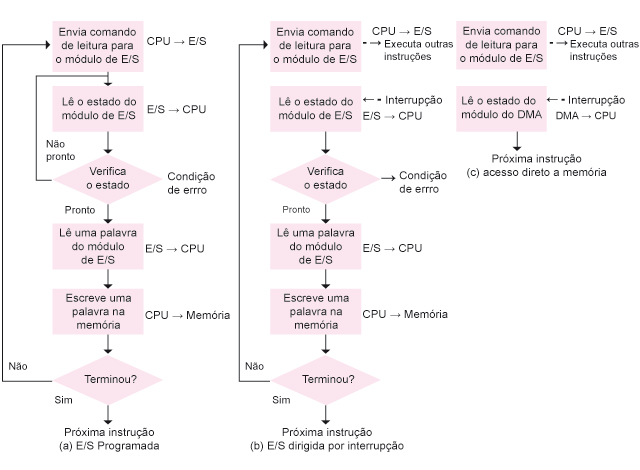 Envia comando
de leitura para
o módulo de E/S
CPU → E/S
Lê o estado do
módulo de E/S
E/S → CPU
Não
pronto
Verifica
o estado
Condição
de errro
Pronto
Lê uma palavra
do módulo
de E/S
E/S → CPU
Escreve uma
palavra na
memória
CPU → Memória
Não
Terminou?
Sim
Próxima instrução
(a) E/S Programada
Envia comando
de leitura para
o módulo de E/S
CPU → E/S
Executa outras
instruções
Lê o estado do
módulo de E/S
Interrupção
E/S → CPU
Verifica
o estado
Condição
de erro
Pronto
Lê uma palavra
do módulo
de E/S
E/S → CPU
Escreve uma
palavra na
memória
CPU → Memória
Não
Terminou?
Sim
Próxima instrução
(b) E/S dirigida por interrupção
Envia comando
de leitura para
o módulo de E/S
CPU → E/S
Executa outras
instruções
Lê o estado do
módulo do DMA
Interrupção
DMA → CPU
Próxima instrução
(c) acesso direto a memória